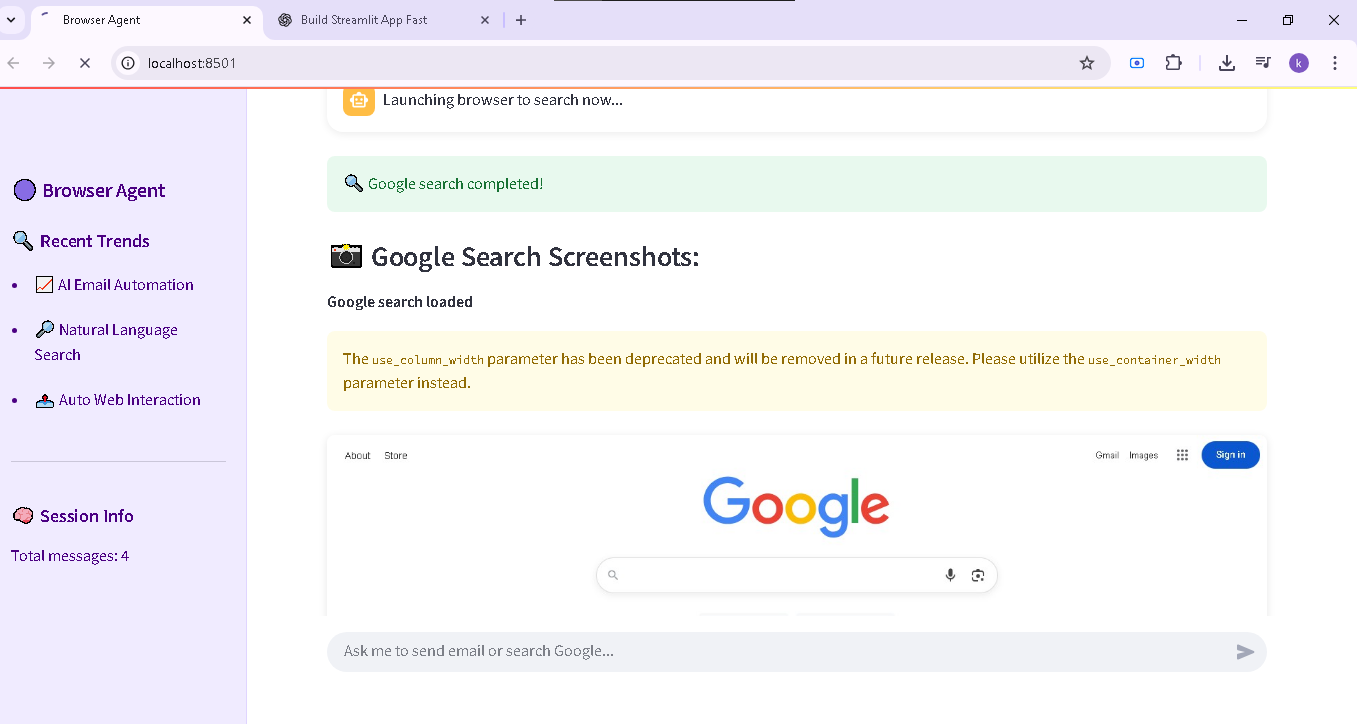 Browser Agent
Build Streamlit App Fast
localhost:8501
k
Browser Agent
Recent Trends
AI Email Automation
Natural Language
Search
Auto Web Interaction
Session Info
Total messages: 4
Launching browser to search now...
Google search completed!
Google Search Screenshots:
Google search loaded
The use_column_width parameter has been deprecated and will be removed in a future release. Please utilize the use_container_width
parameter instead.
About Store Gmail Images Sign in
Google
Ask me to send email or search Google...